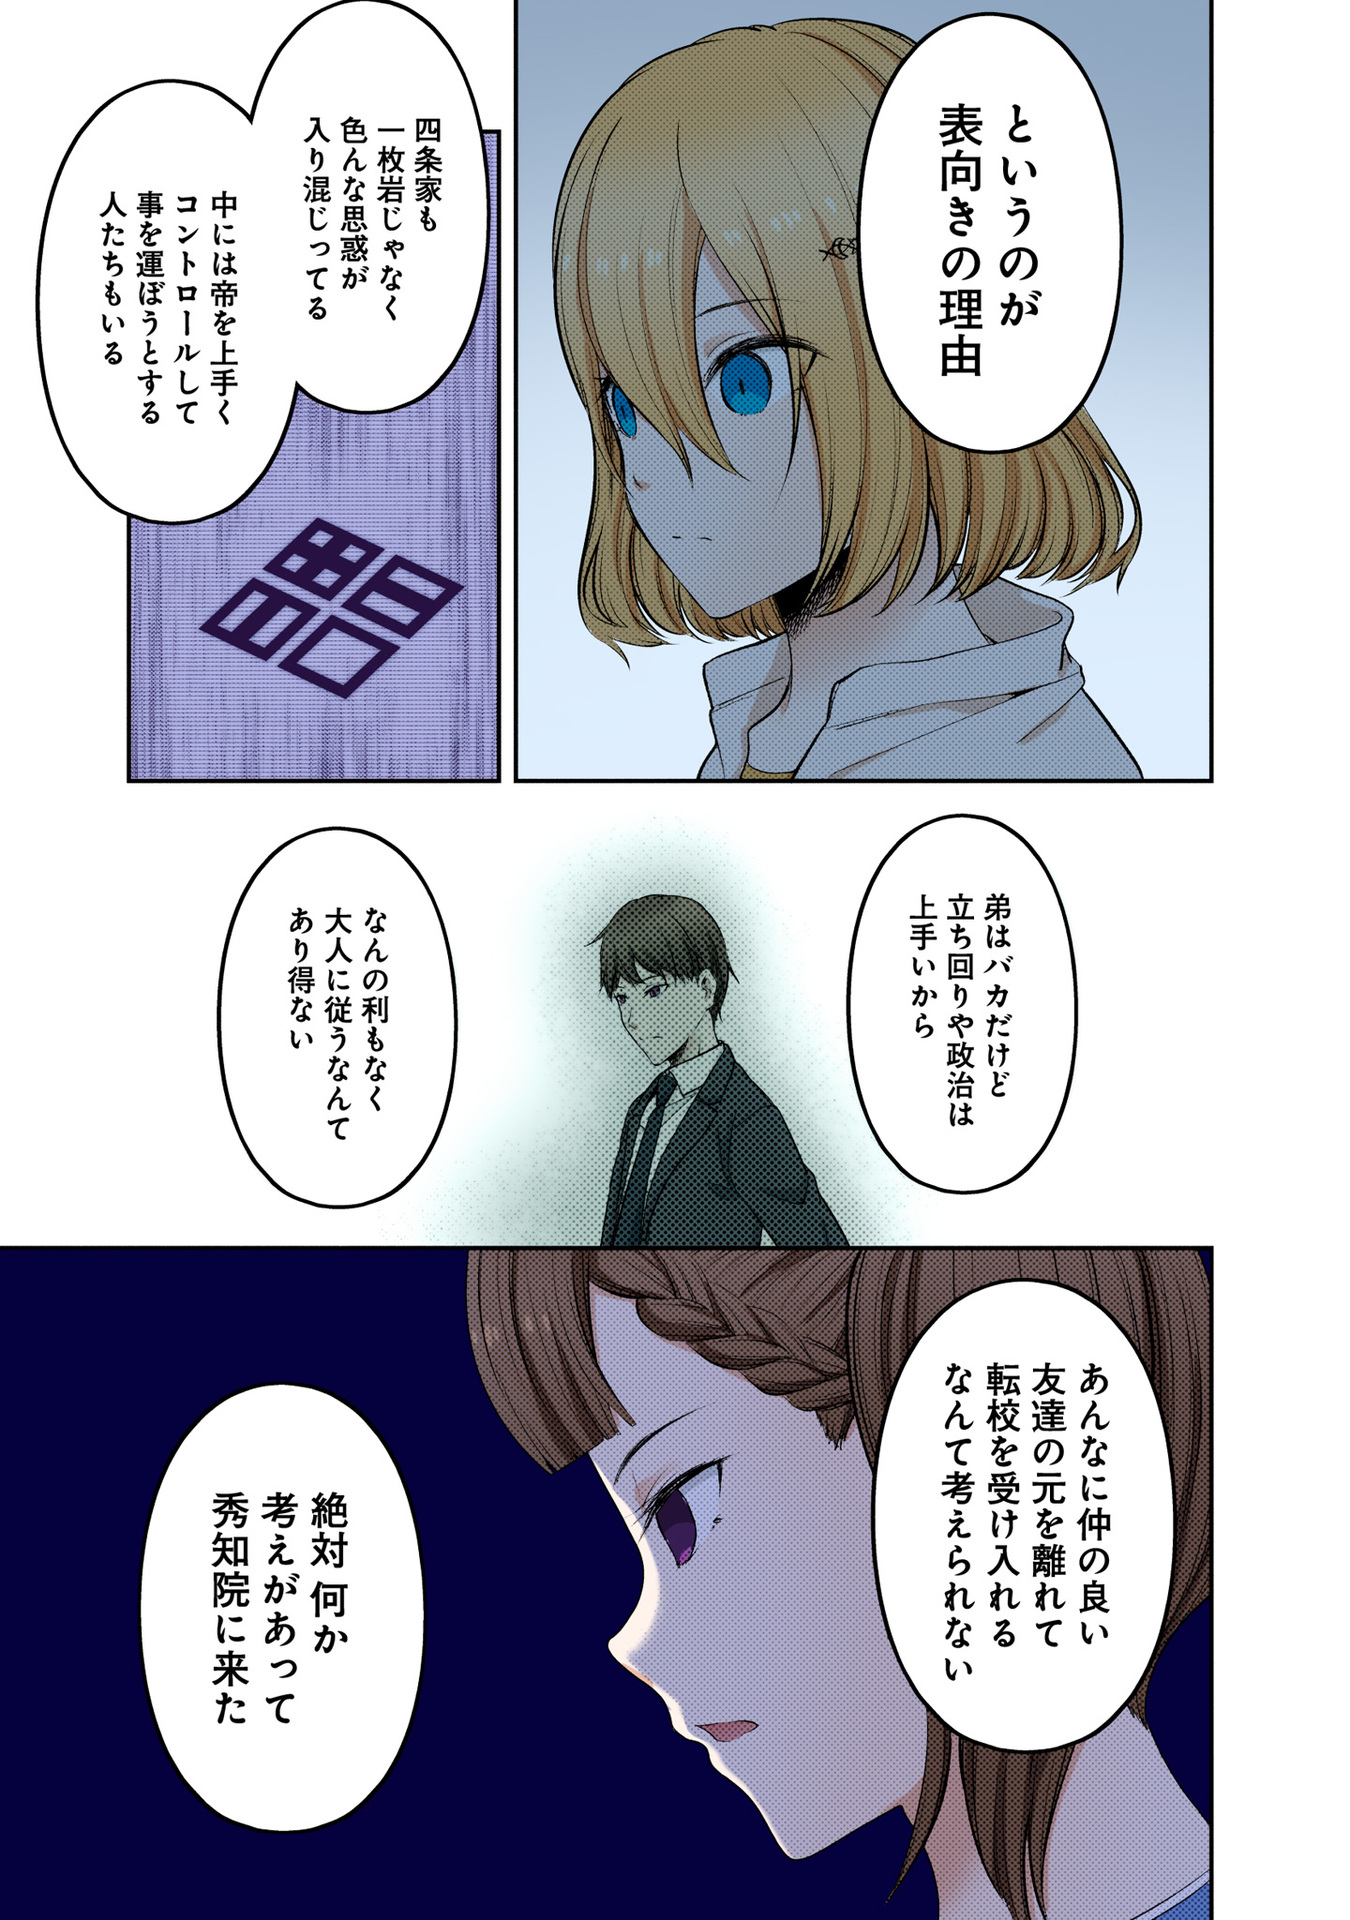 というのが
表向きの理由
四条家も
一枚岩じゃなく
色んな思惑が
入り混じってる
中には帝を上手く
コントロールして
事を運ぼうとする
人たちもいる
弟はバカだけど
立ち回りや政治は
上手いから
なんの利もなく
大人に従うなんて
あり得ない
あんなに仲の良い
友達の元を離れて
転校を受け入れる
なんて考えられない
絶対 何か
考えがあって
秀知院に来た